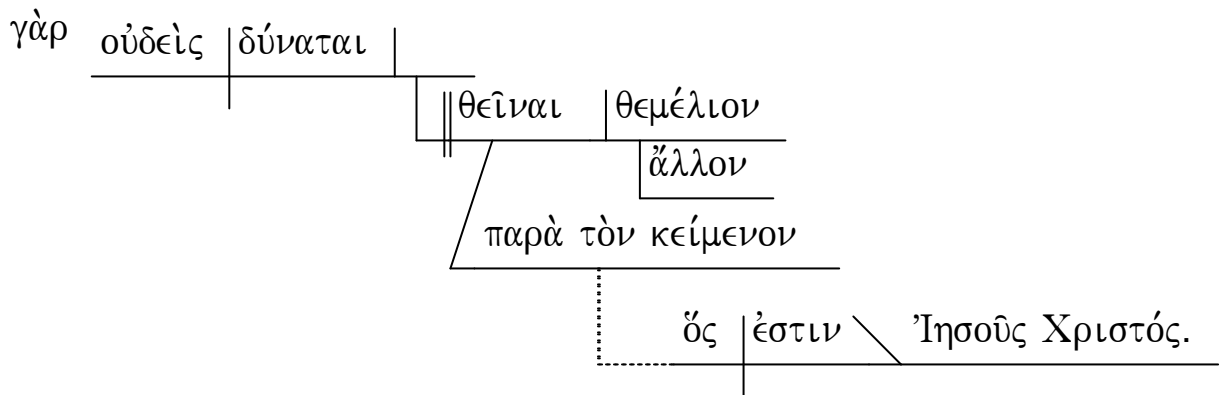 γὰρ οὐδεὶς δύναται
θεῖναι θεμέλιον
ἄλλον
παρὰ τὸν κείμενον
ὅς ἐστιν Ἰησοῦς Χριστός.